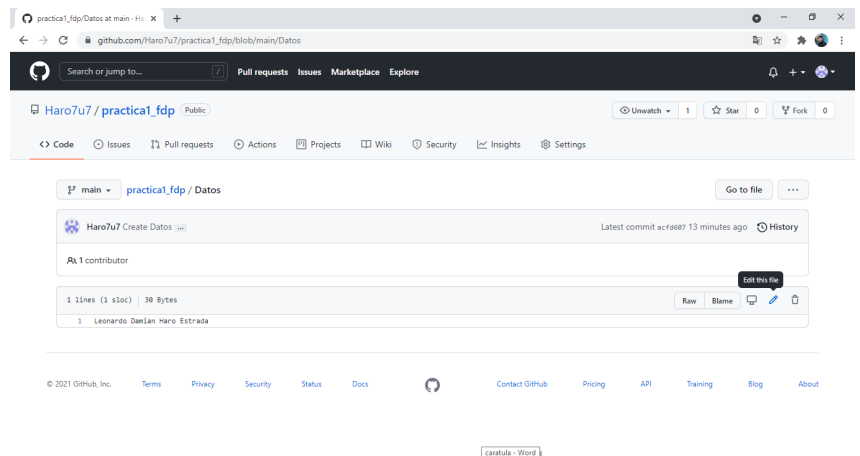 practica1_fdp/Datos at main · Har
github.com/Haro7u7/practica1_fdp/blob/main/Datos
Search or jump to... / Pull requests Issues Marketplace Explore
Haro7u7 / practica1_fdp Public Unwatch 1 Star 0 Fork 0
Code Issues Pull requests Actions Projects Wiki Security Insights Settings
main practica1_fdp / Datos Go to file ...
Haro7u7 Create Datos ... Latest commit acfd607 13 minutes ago History
1 contributor
Edit this file
1 lines (1 sloc) 30 Bytes Raw Blame
1 Leonardo Damian Haro Estrada
© 2021 GitHub, Inc. Terms Privacy Security Status Docs Contact GitHub Pricing API Training Blog About
caratula - Word